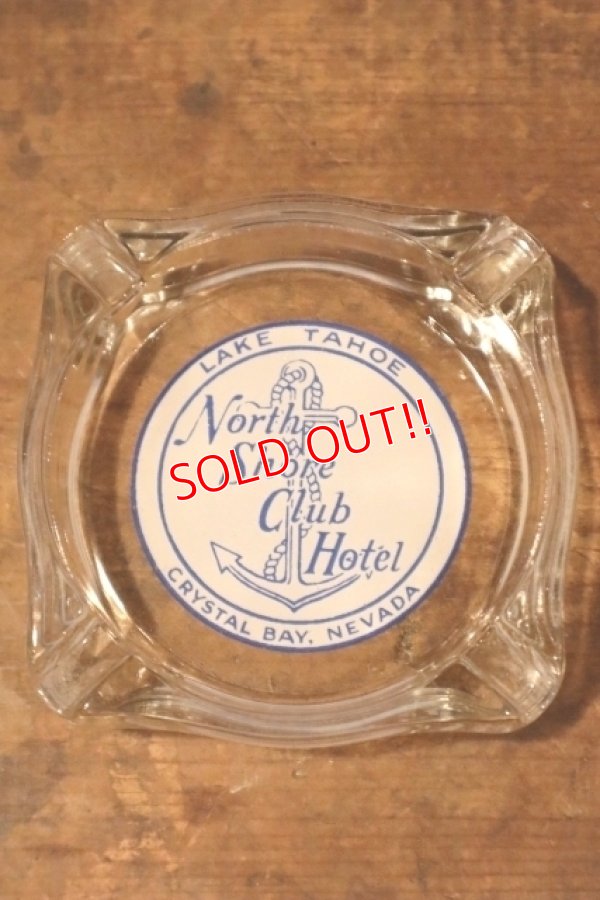 LAKE TAHOE
North
Shore
SOLD OUT!!
Club
Hotel
CRYSTAL BAY, NEVADA